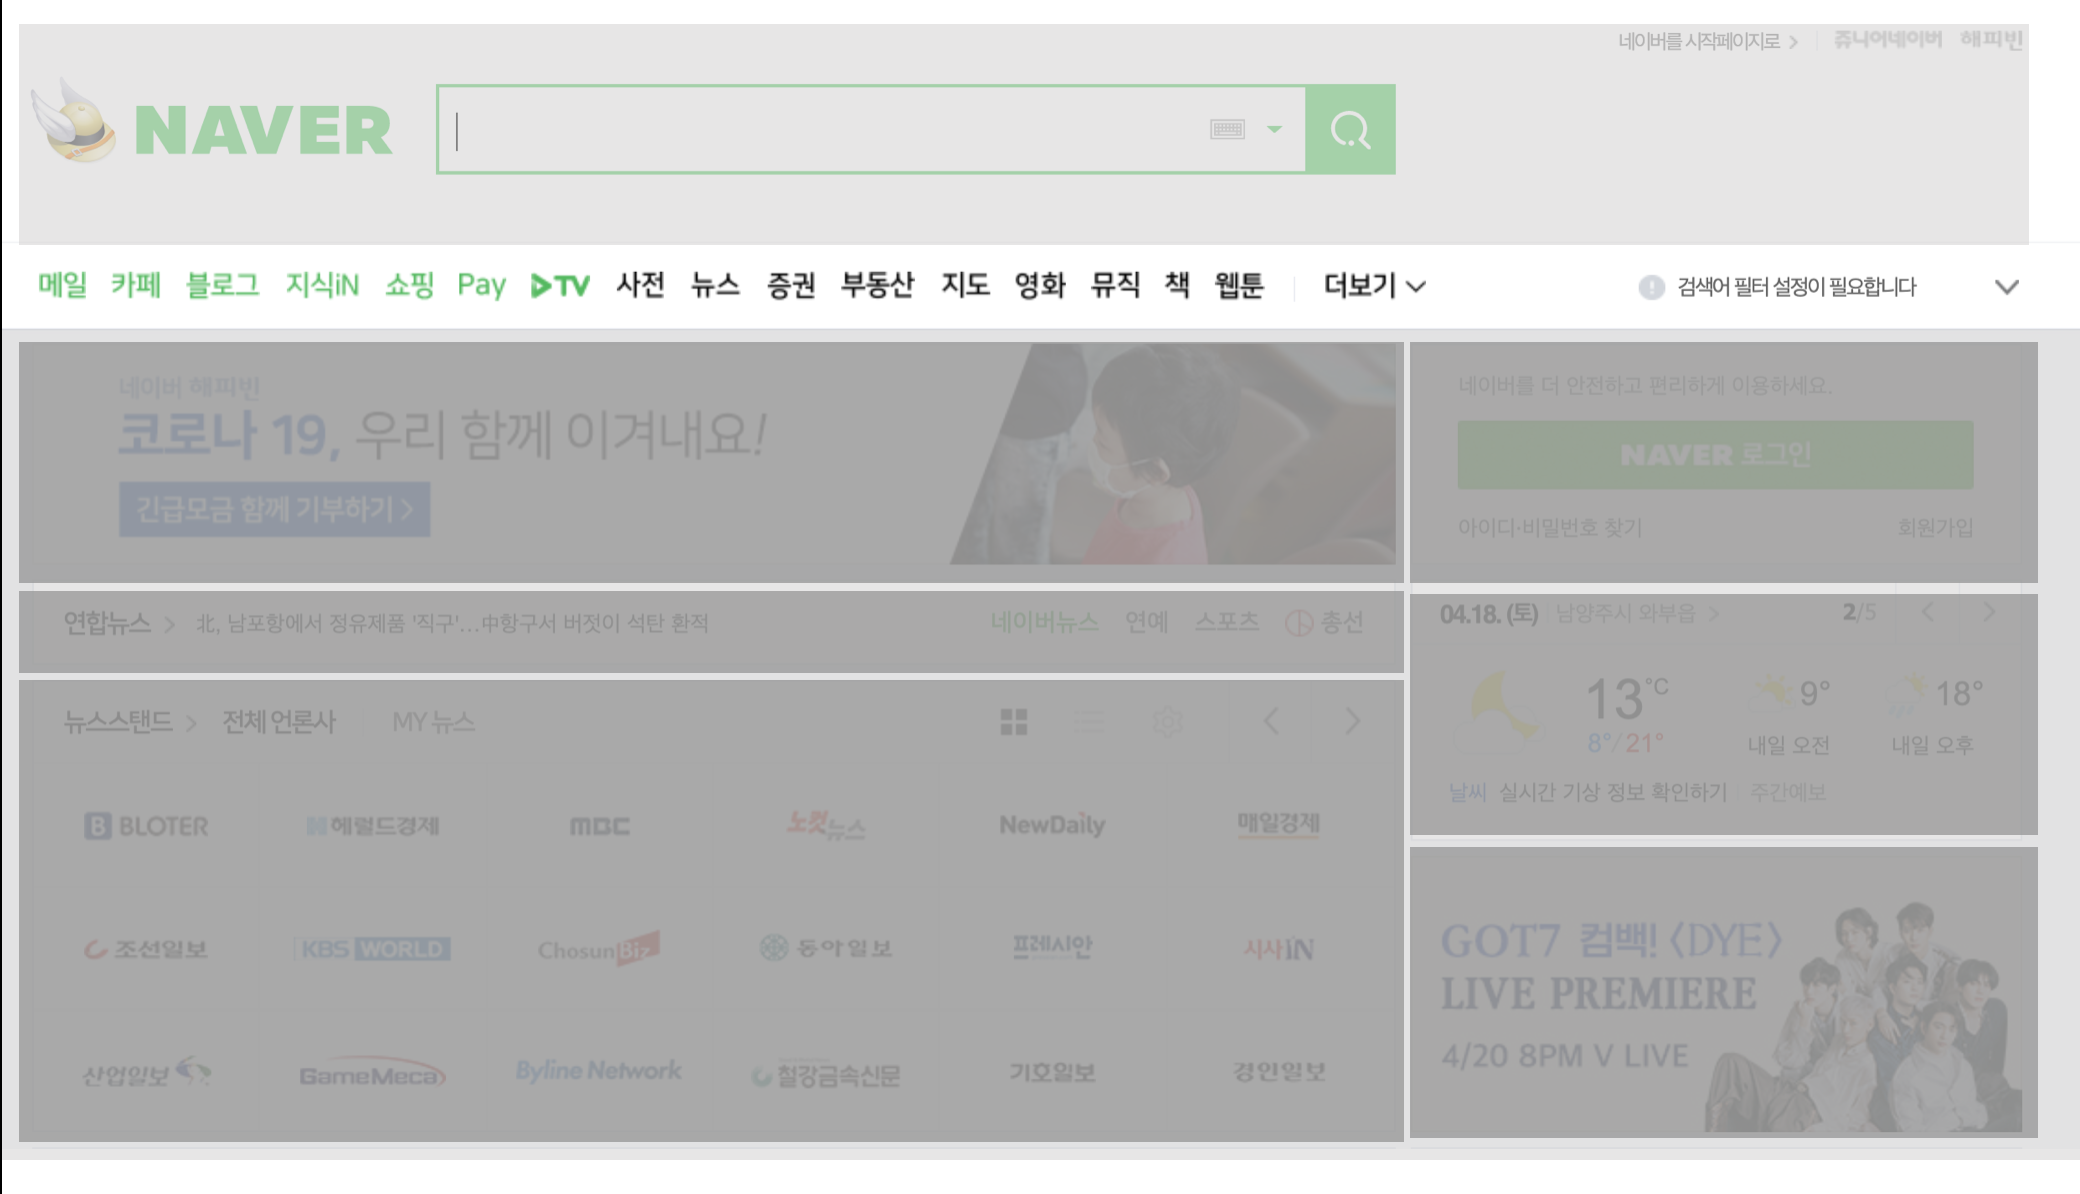 네이버를 시작페이지로 쥬니어네이버 해피빈
NAVER
메일 카페 블로그 지식iN 쇼핑 Pay TV 사전 뉴스 증권 부동산 지도 영화 뮤직 책 웹툰 더보기 검색어 필터 설정이 필요합니다
네이버 해피빈
코로나 19, 우리 함께 이겨내요!
긴급모금 함께 기부하기 >
네이버를 더 안전하고 편리하게 이용하세요.
NAVER 로그인
아이디·비밀번호 찾기 회원가입
연합뉴스 > 北, 남포항에서 정유제품 '직구'…中항구서 버젓이 석탄 환적 네이버뉴스 연예 스포츠 총선
04.18. (토) 남양주시 와부읍 > 2/5
13°C 9° 18°
8°/21° 내일 오전 내일 오후
날씨 실시간 기상 정보 확인하기 주간예보
뉴스스탠드 > 전체 언론사 MY 뉴스
B BLOTER 헤럴드경제 MBC 노컷뉴스 NewDaily 매일경제
조선일보 KBS WORLD ChosunBiz 동아일보 프레시안 시사iN
산업일보 GameMeca Byline Network 철강금속신문 기호일보 경인일보
GOT7 컴백! 〈DYE〉
LIVE PREMIERE
4/20 8PM V LIVE